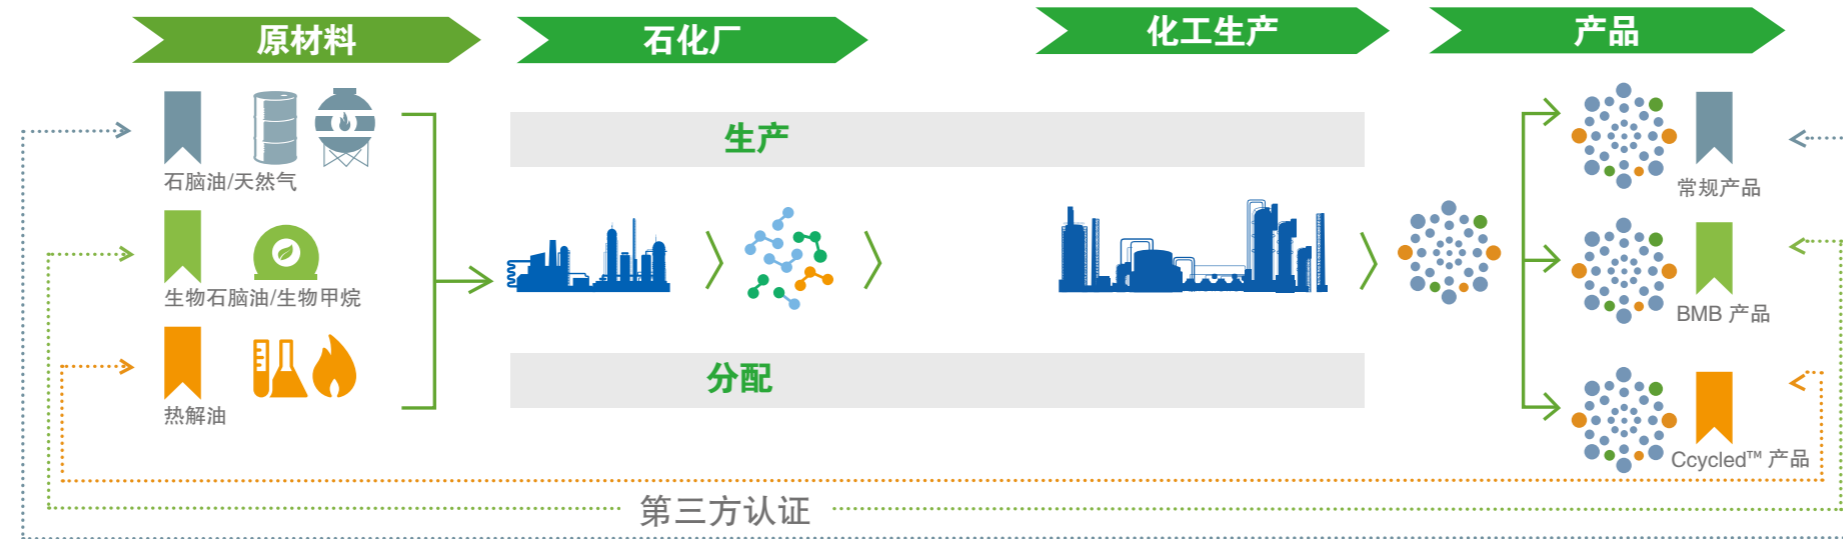 原材料
石化厂
化工生产
产品
生产
石脑油/天然气
常规产品
生物石脑油/生物甲烷
BMB 产品
分配
热解油
Ccycled™ 产品
第三方认证